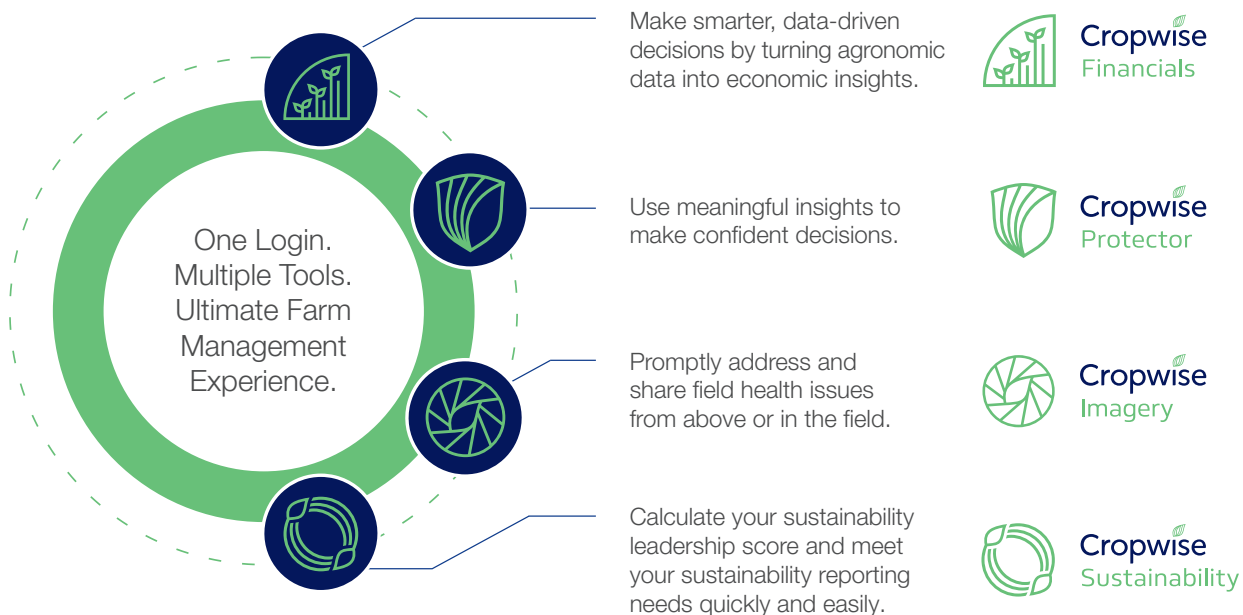 One Login.
Multiple Tools.
Ultimate Farm
Management
Experience.
Make smarter, data-driven
decisions by turning agronomic
data into economic insights.
Cropwise
Financials
Use meaningful insights to
make confident decisions.
Cropwise
Protector
Promptly address and
share field health issues
from above or in the field.
Cropwise
Imagery
Calculate your sustainability
leadership score and meet
your sustainability reporting
needs quickly and easily.
Cropwise
Sustainability